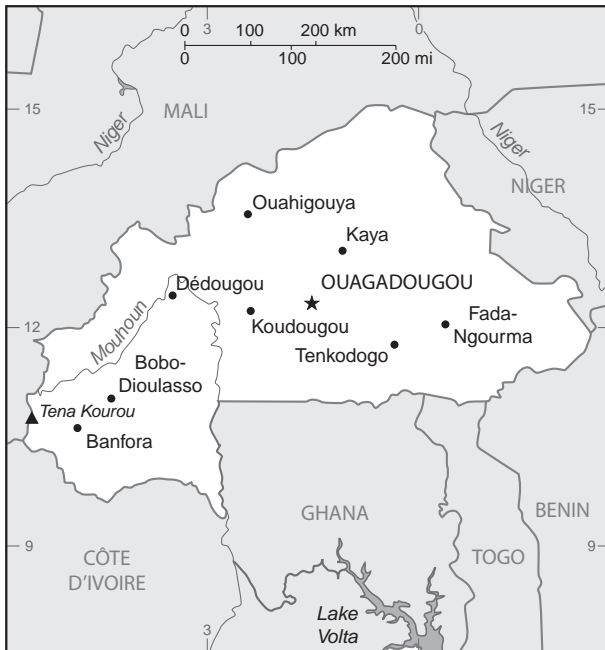 0 100 200 km
3 0
0 100 200 mi
15 15
Niger
MALI
Niger
NIGER
Ouahigouya
Kaya
Dédougou
OUAGADOUGOU
Mouhoun
Koudougou
Fada-
Ngourma
12 12
Tenkodogo
Bobo-
Dioulasso
Tena Kourou
Banfora
GHANA
BENIN
9 9
TOGO
CÔTE
D'IVOIRE
Lake
Volta
3 0